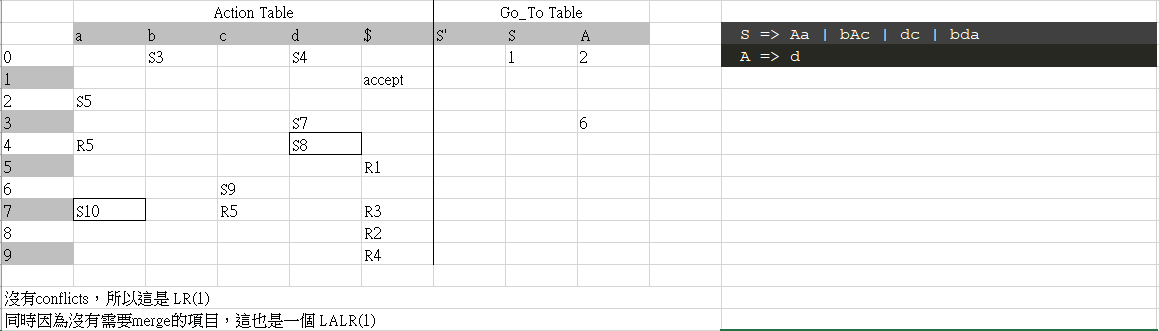 Action Table Go_To Table
a b c d $ S' S A
0 S3 S4 1 2
1 accept
2 S5
3 S7 6
4 R5 S8
5 R1
6 S9
7 S10 R5 R3
8 R2
9 R4
沒有conflicts，所以這是 LR(1)
同時因為沒有需要merge的項目，這也是一個 LALR(1)
S => Aa | bAc | dc | bda
A => d